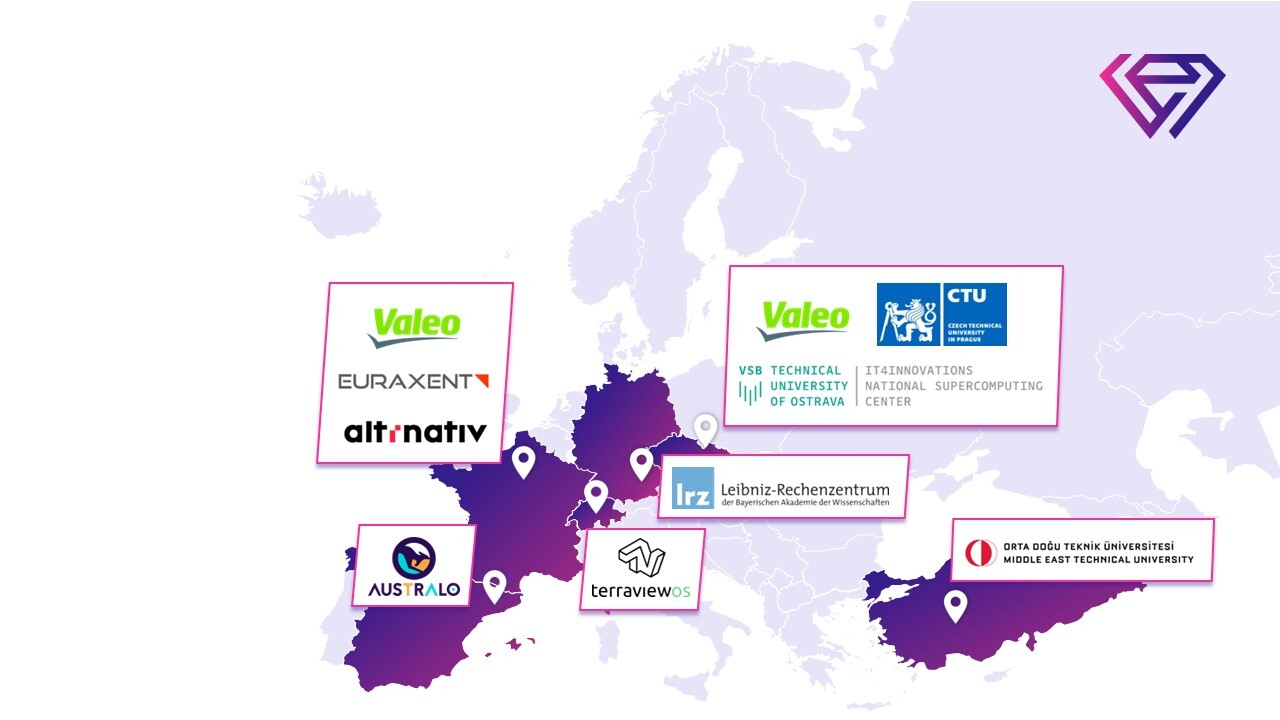 Valeo
EURAXENT
altrnativ
Valeo
CTU
CZECH TECHNICAL
UNIVERSITY
IN PRAGUE
VSB TECHNICAL
UNIVERSITY
OF OSTRAVA
IT4INNOVATIONS
NATIONAL SUPERCOMPUTING
CENTER
lrz
Leibniz-Rechenzentrum
der Bayerischen Akademie der Wissenschaften
AUSTRALO
terraviewos
ORTA DOĞU TEKNİK ÜNİVERSİTESİ
MIDDLE EAST TECHNICAL UNIVERSITY